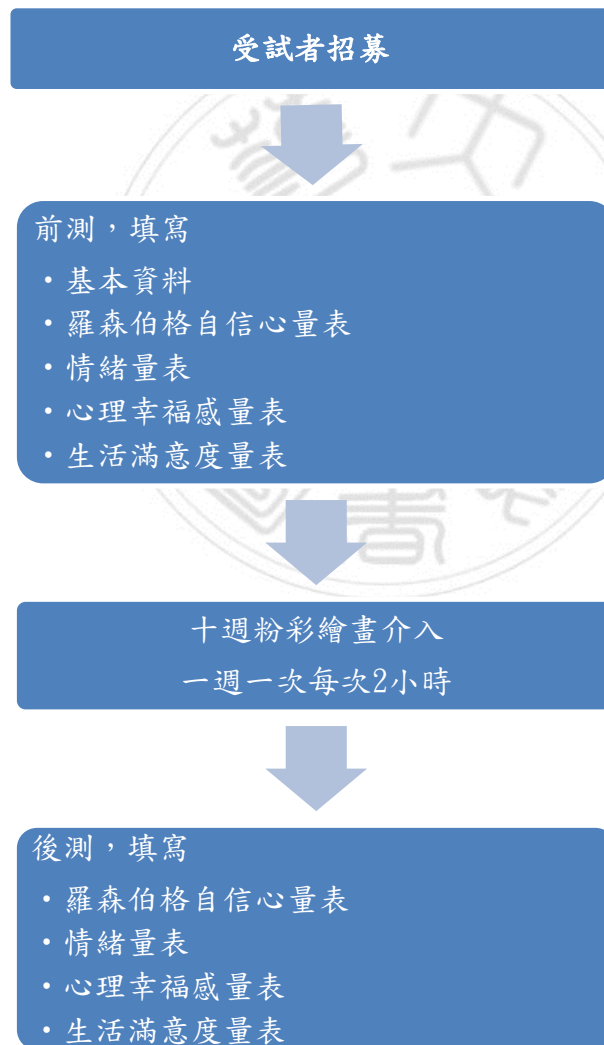 受試者招募
前測，填寫
・基本資料
・羅森伯格自信心量表
・情緒量表
・心理幸福感量表
・生活滿意度量表
十週粉彩繪畫介入
一週一次每次2小時
後測，填寫
・羅森伯格自信心量表
・情緒量表
・心理幸福感量表
・生活滿意度量表